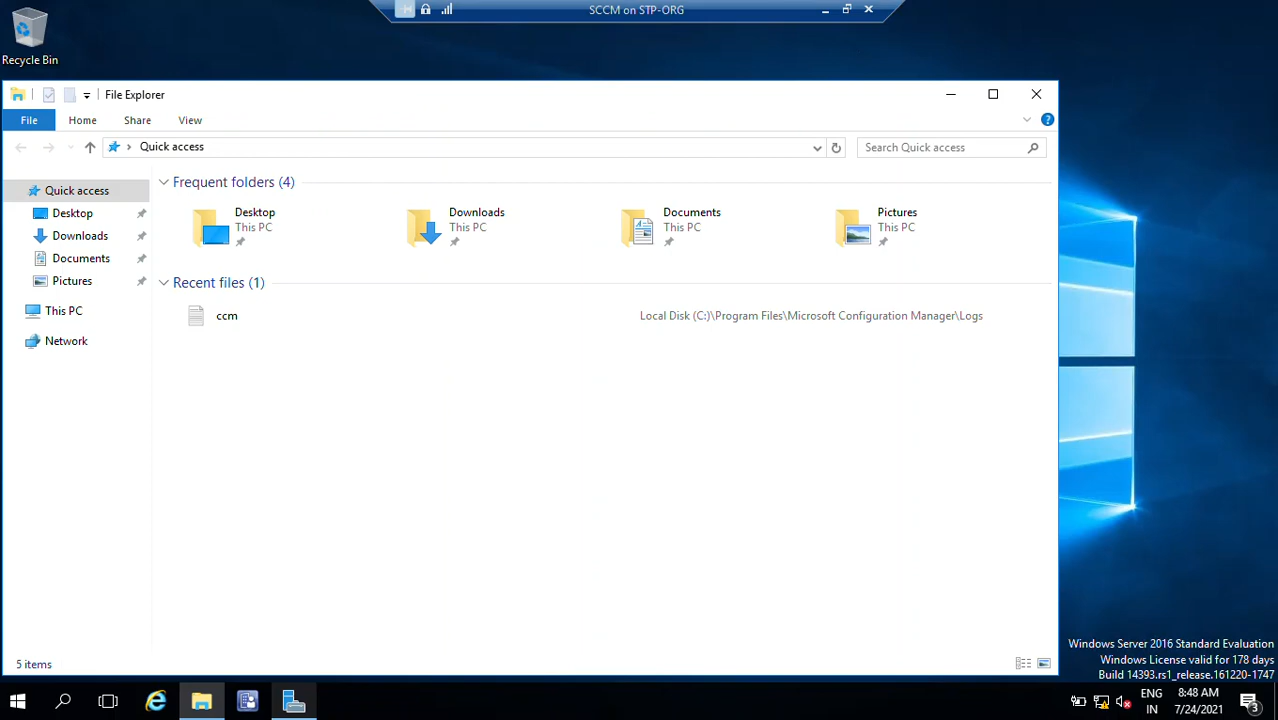 SCCM on STP-ORG
Recycle Bin
File Explorer
File Home Share View
Quick access
Search Quick access
Quick access
Desktop
Downloads
Documents
Pictures
This PC
Network
Frequent folders (4)
Desktop
This PC
Downloads
This PC
Documents
This PC
Pictures
This PC
Recent files (1)
ccm Local Disk (C:)\Program Files\Microsoft Configuration Manager\Logs
5 items
Windows Server 2016 Standard Evaluation
Windows License valid for 178 days
Build 14393.rs1_release.161220-1747
ENG
IN
8:48 AM
7/24/2021
3